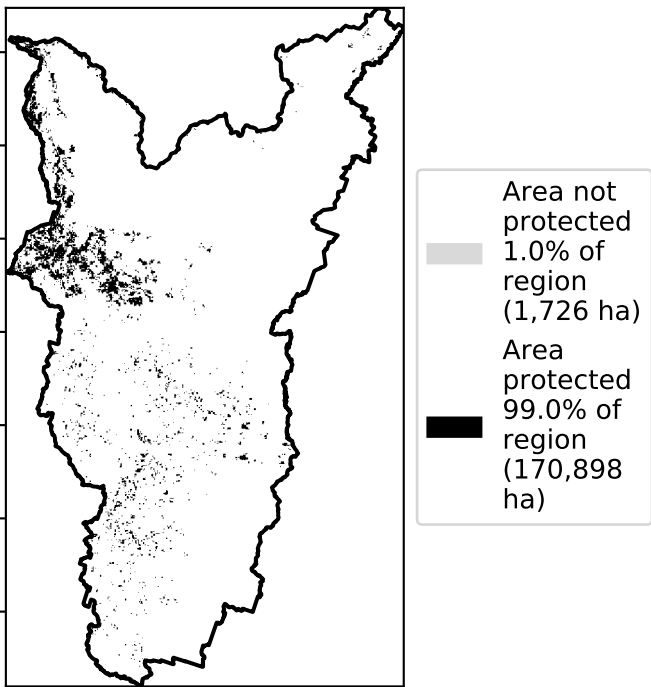 Area not
protected
1.0% of
region
(1,726 ha)
Area
protected
99.0% of
region
(170,898
ha)